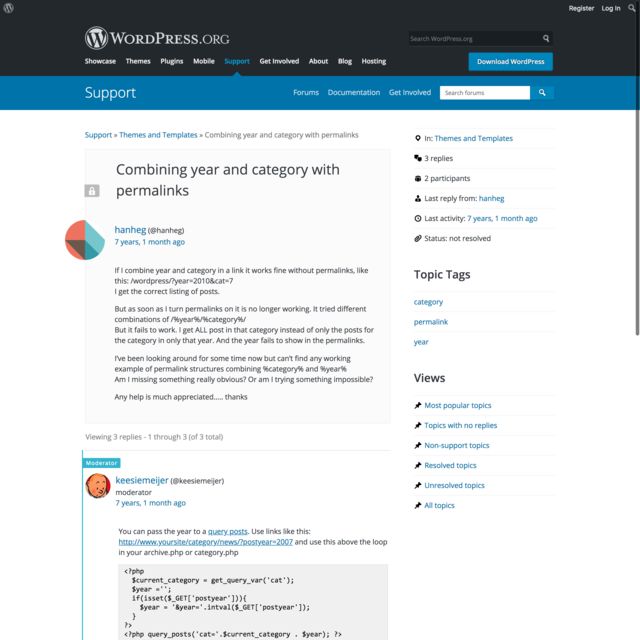 Register Log In
WORDPRESS.ORG
Search WordPress.org
Showcase Themes Plugins Mobile Support Get Involved About Blog Hosting
Download WordPress
Support
Forums Documentation Get Involved
Search forums
Support » Themes and Templates » Combining year and category with permalinks
Combining year and category with
permalinks
hanheg (@hanheg)
7 years, 1 month ago
If I combine year and category in a link it works fine without permalinks, like
this: /wordpress/?year=2010&cat=7
I get the correct listing of posts.
But as soon as I turn permalinks on it is no longer working. It tried different
combinations of /%year%/%category%/
But it fails to work. I get ALL post in that category instead of only the posts for
the category in only that year. And the year fails to show in the permalinks.
I've been looking around for some time now but can't find any working
example of permalink structures combining %category% and %year%
Am I missing something really obvious? Or am I trying something impossible?
Any help is much appreciated..... thanks
Viewing 3 replies - 1 through 3 (of 3 total)
Moderator
keesiemeijer (@keesiemeijer)
moderator
7 years, 1 month ago
You can pass the year to a query posts. Use links like this:
http://www.yoursite/category/news/?postyear=2007 and use this above the loop
in your archive.php or category.php
<?php
$current_category = get_query_var('cat');
$year ='';
if(isset($_GET['postyear'])){
$year = '&year='.intval($_GET['postyear']);
}
?>
<?php query_posts('cat='.$current_category . $year); ?>
In: Themes and Templates
3 replies
2 participants
Last reply from: hanheg
Last activity: 7 years, 1 month ago
Status: not resolved
Topic Tags
category
permalink
year
Views
Most popular topics
Topics with no replies
Non-support topics
Resolved topics
Unresolved topics
All topics